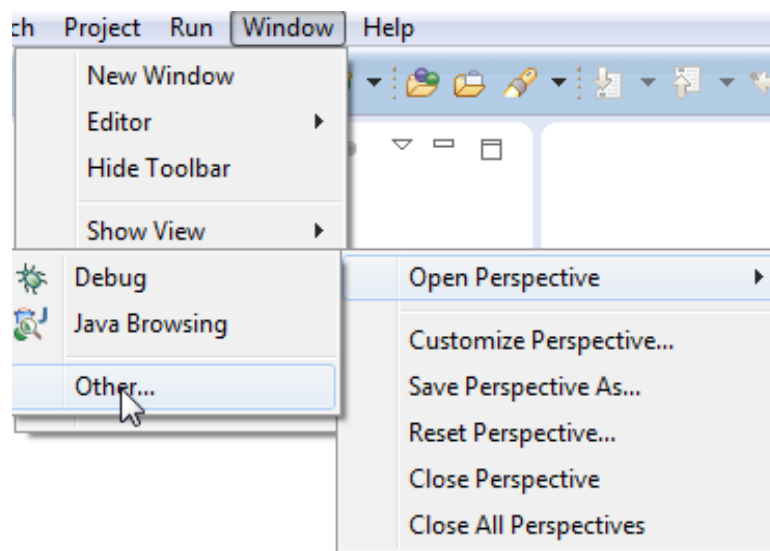 ch Project Run Window Help
New Window
Editor
Hide Toolbar
Show View
Debug
Java Browsing
Other...
Open Perspective
Customize Perspective...
Save Perspective As...
Reset Perspective...
Close Perspective
Close All Perspectives